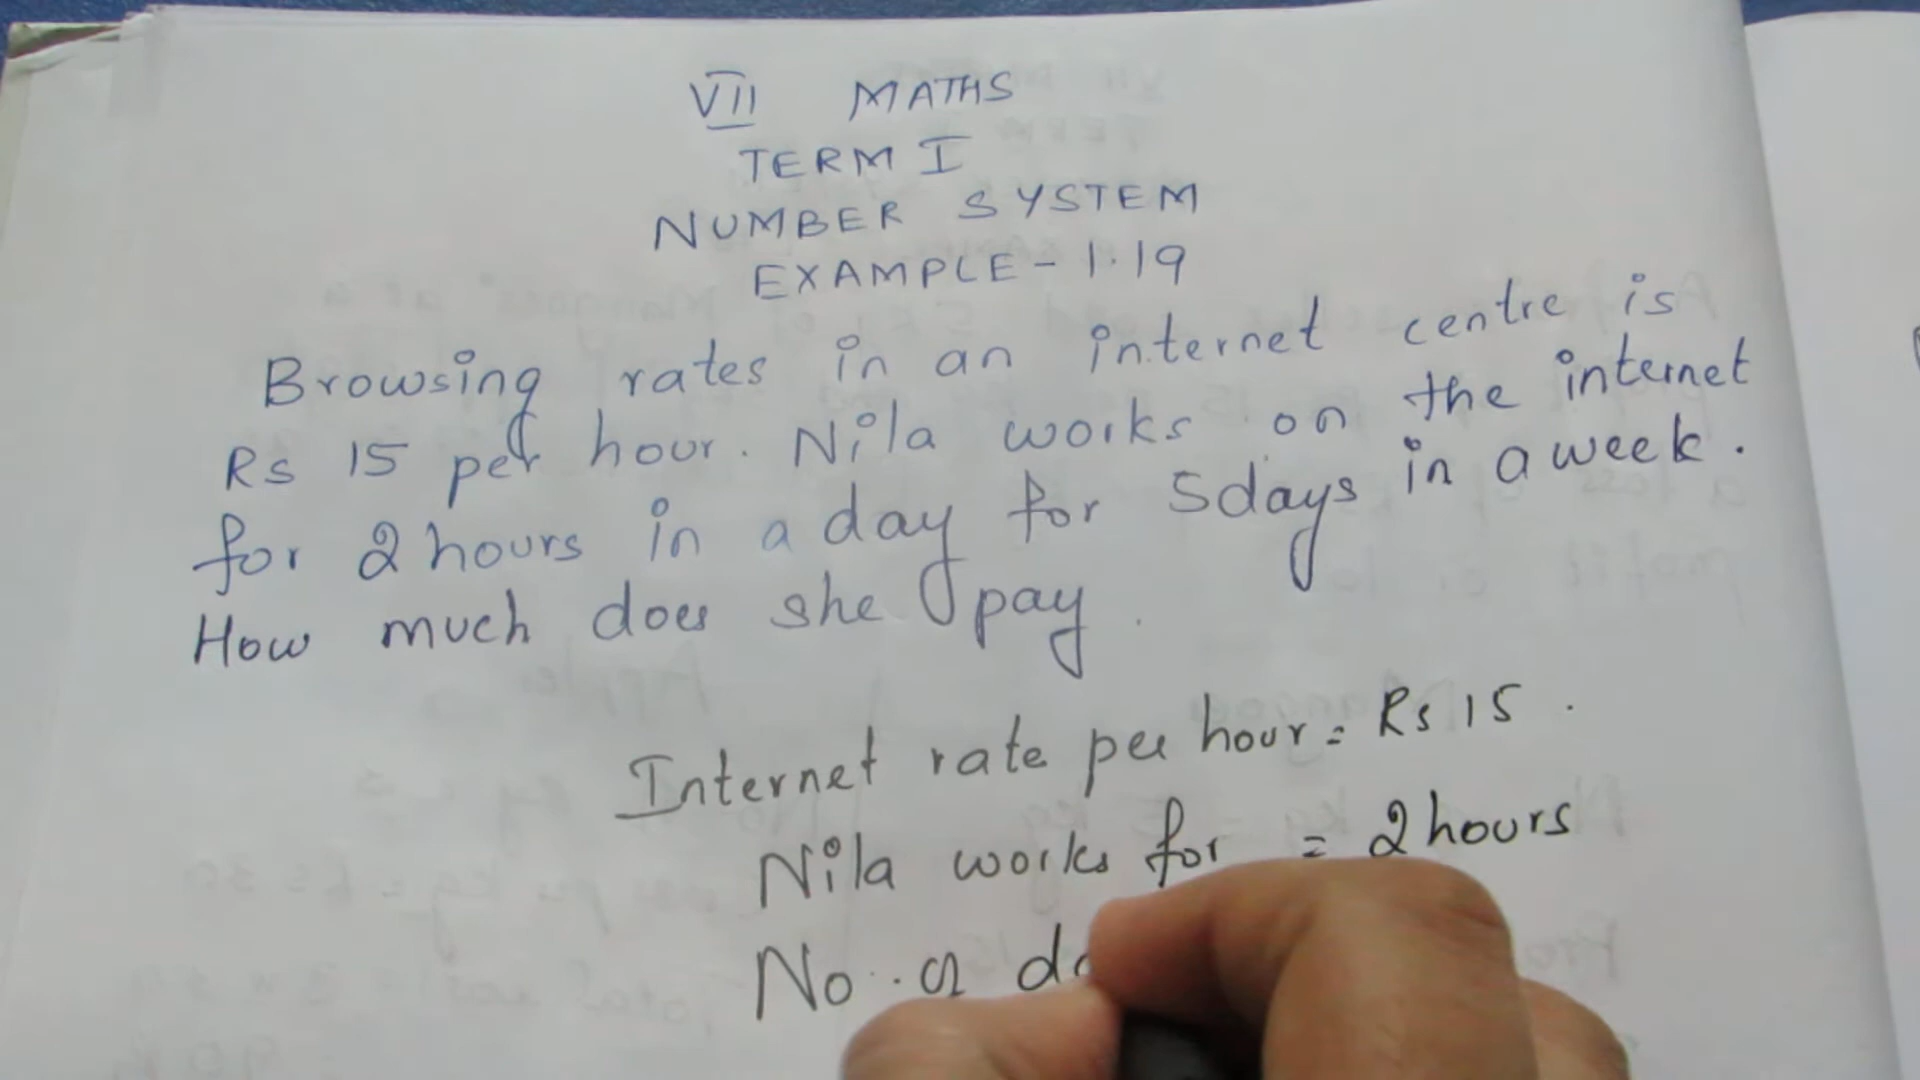 VII MATHS
TERM I
NUMBER SYSTEM
EXAMPLE - 1.19
Browsing rates in an internet centre is
Rs 15 per hour. Nila works on the internet
for 2 hours in a day for 5 days in a week.
How much does she pay.
Internet rate per hour = Rs 15.
Nila works for = 2 hours
No. of